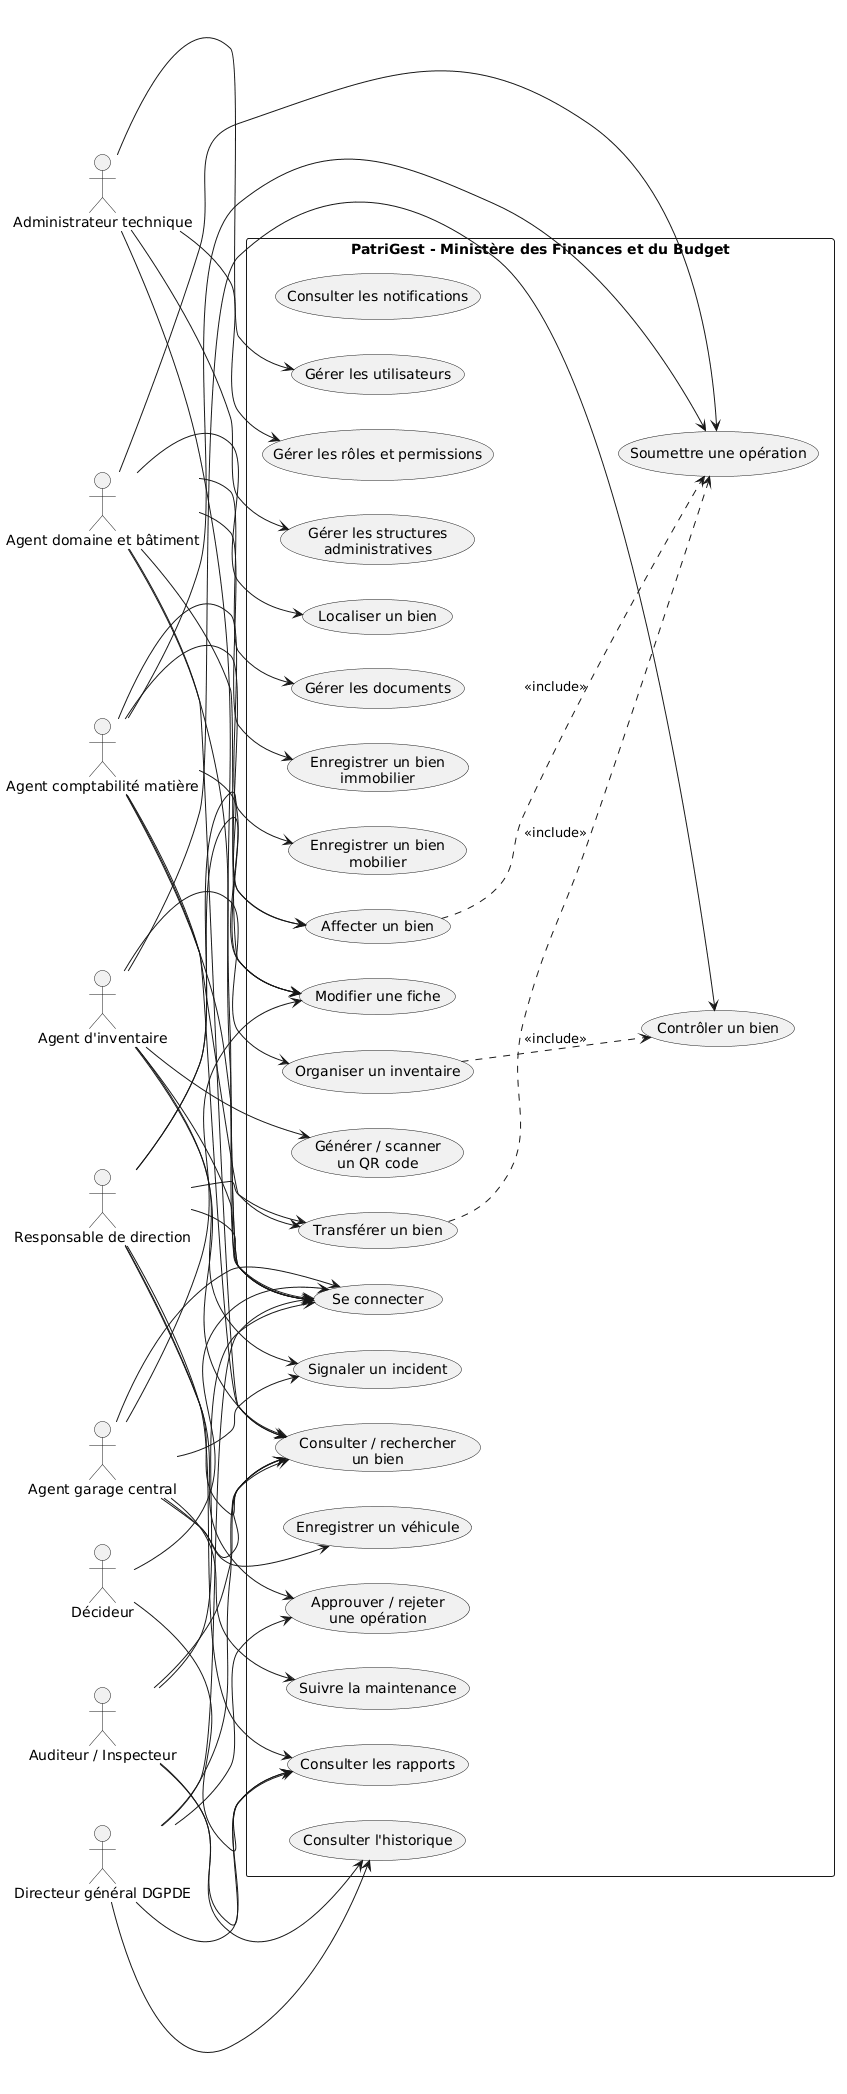 Administrateur technique
PatriGest - Ministère des Finances et du Budget
Consulter les notifications
Gérer les utilisateurs
Gérer les rôles et permissions
Soumettre une opération
Gérer les structures
administratives
Agent domaine et bâtiment
Localiser un bien
Gérer les documents
«include»
Enregistrer un bien
immobilier
Agent comptabilité matière
«include»
Enregistrer un bien
mobilier
Affecter un bien
Modifier une fiche
Contrôler un bien
Agent d'inventaire
«include»
Organiser un inventaire
Générer / scanner
un QR code
Transférer un bien
Responsable de direction
Se connecter
Signaler un incident
Consulter / rechercher
un bien
Agent garage central
Enregistrer un véhicule
Approuver / rejeter
une opération
Décideur
Suivre la maintenance
Auditeur / Inspecteur
Consulter les rapports
Consulter l'historique
Directeur général DGPDE